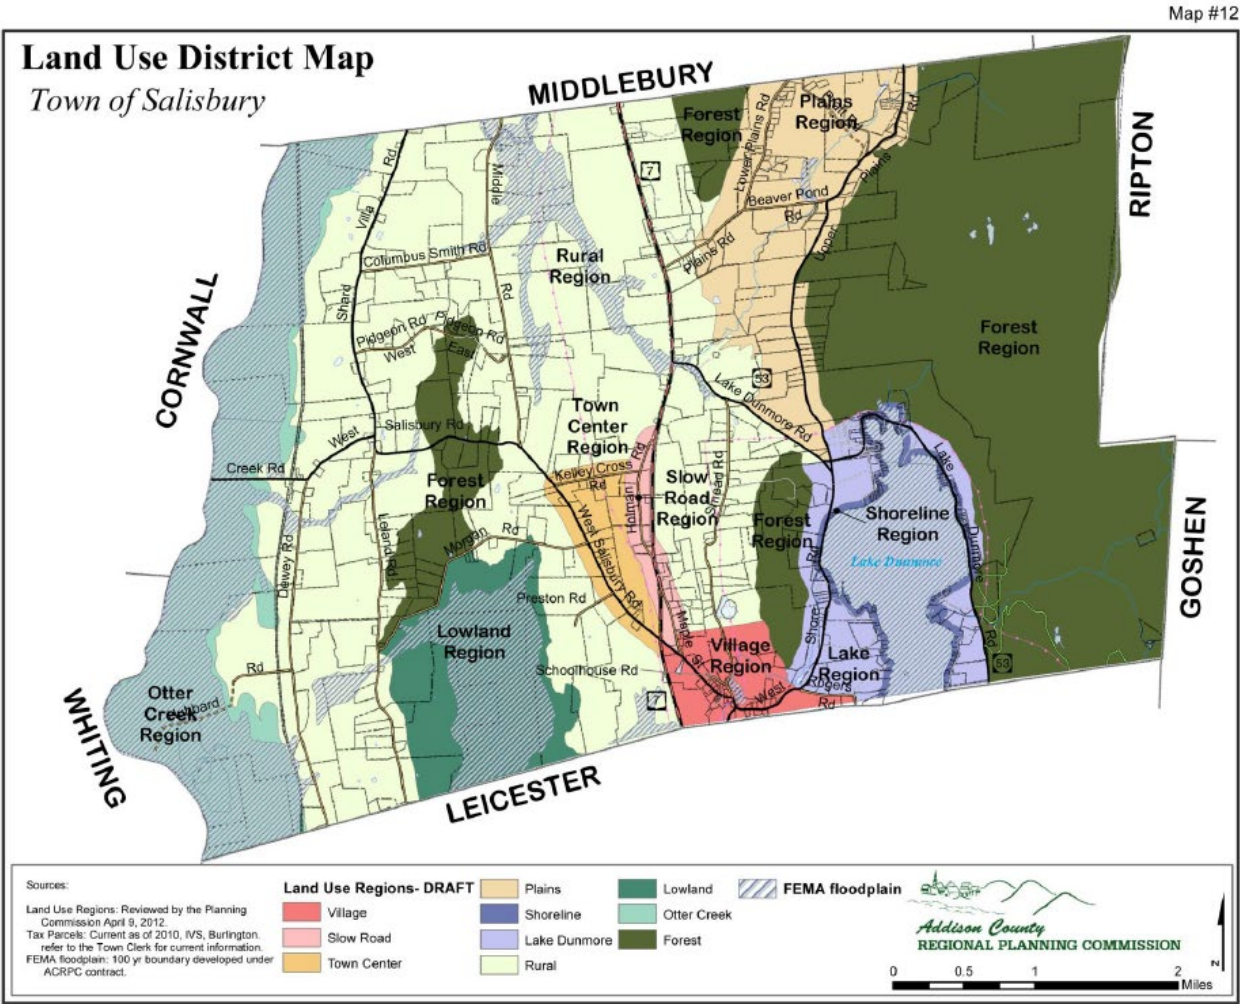 Map #12
Land Use District Map
Town of Salisbury
MIDDLEBURY
RIPTON
GOSHEN
CORNWALL
WHITING
LEICESTER
Forest
Region
Plains
Region
Lower Plains Rd
Rd
Plains
Beaver Pond
Rd
Upper
Plains Rd
7
Rd
Villa
Middle
Columbus Smith Rd
Rural
Region
Shard
Rd
Pidgeon Rd
Pidgeon Rd
West
East
Forest
Region
53
Lake Dunmore Rd
Town
Center
Region
Salisbury Rd
West
Creek Rd
Kelley Cross
Rd
Rd
Holman
Slow
Road
Region
Smead Rd
Forest
Region
Forest
Region
Shoreline
Region
Lake
Lake Dunmore
Dunmore
Rd
53
Leland Rd
Morgan Rd
Dewey Rd
West Salisbury Rd
Preston Rd
Lowland
Region
Schoolhouse Rd
Maple St
Village
Region
Rd
Shore
Lake
Region
Rogers
Rd
West
7
Rd
Otter
Creek
Region
Sources:
Land Use Regions: Reviewed by the Planning
Commission April 9, 2012.
Tax Parcels: Current as of 2010, IVS, Burlington.
refer to the Town Clerk for current information.
FEMA floodplain: 100 yr boundary developed under
ACRPC contract.
Land Use Regions- DRAFT
Village
Slow Road
Town Center
Plains
Shoreline
Lake Dunmore
Rural
Lowland
Otter Creek
Forest
FEMA floodplain
Addison County
REGIONAL PLANNING COMMISSION
0 0.5 1 2
Miles
N